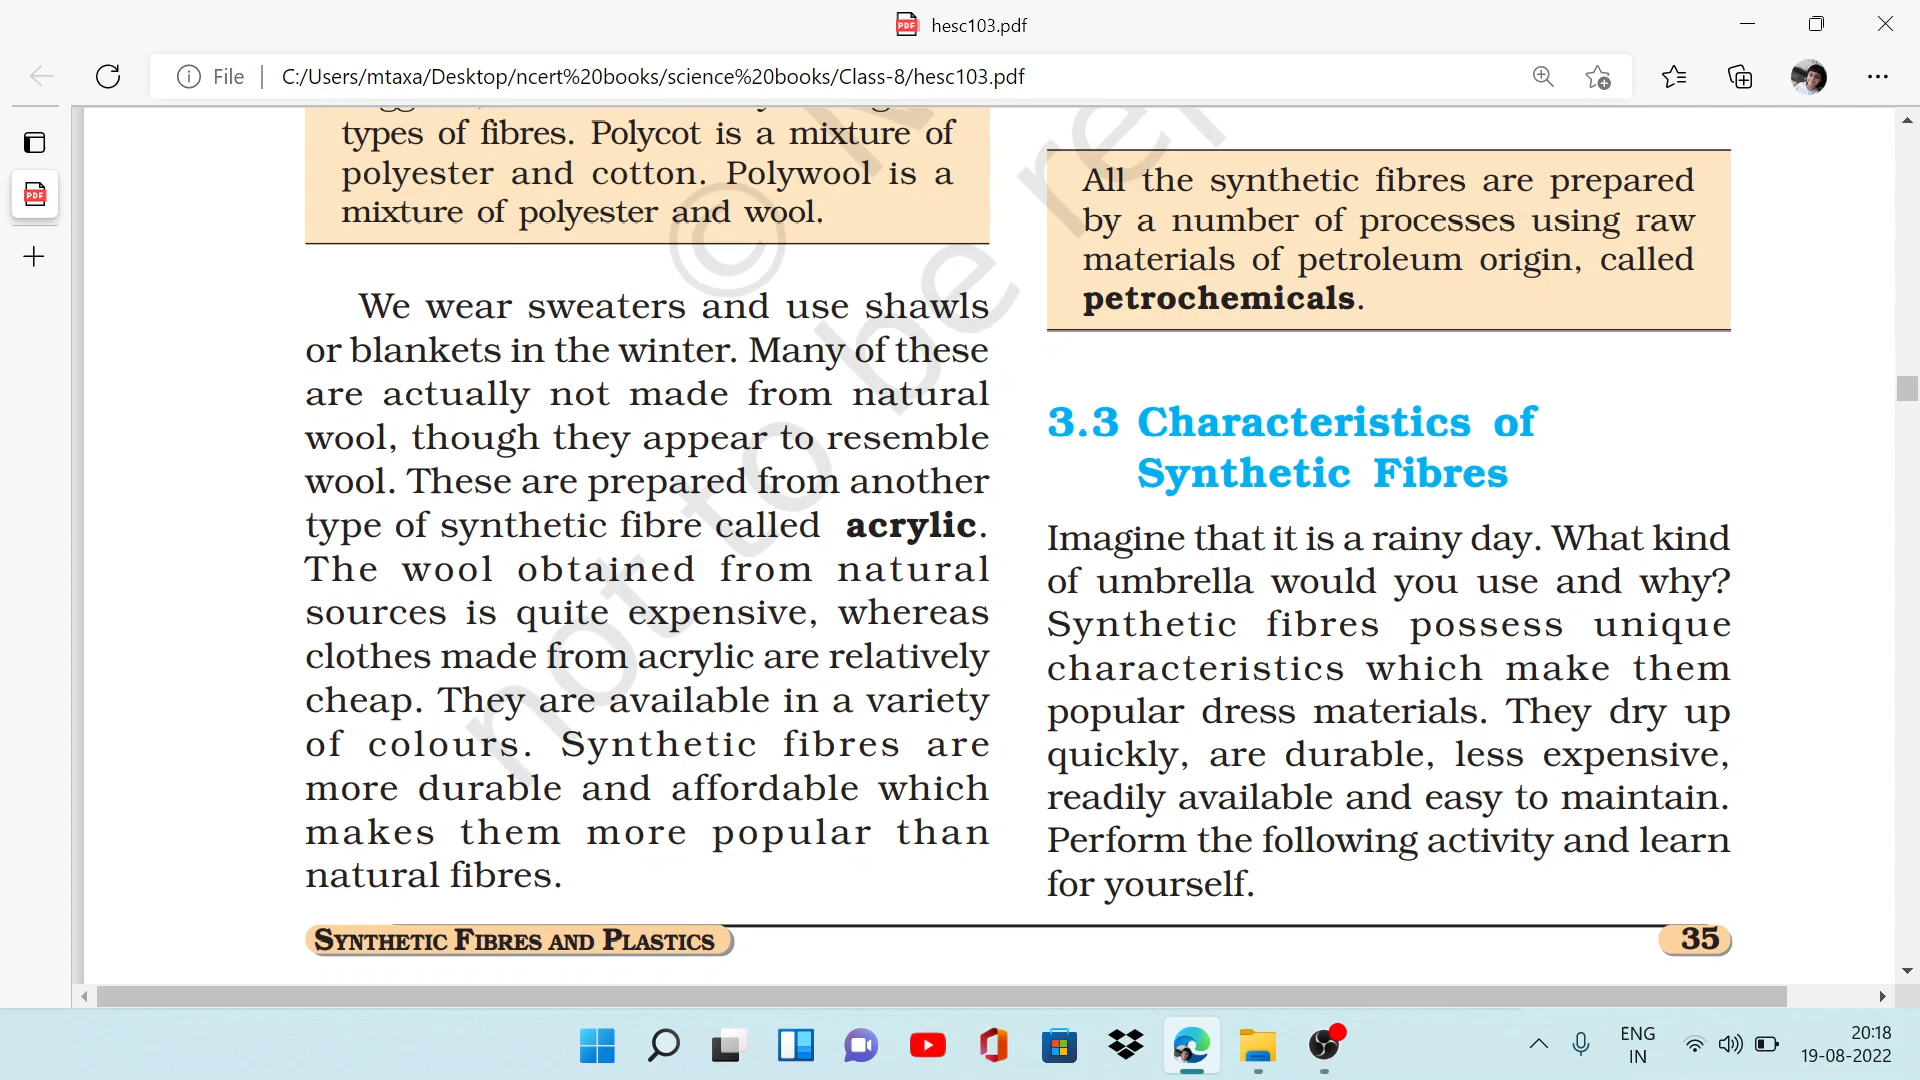 hesc103.pdf
File
C:/Users/mtaxa/Desktop/ncert%20books/science%20books/Class-8/hesc103.pdf
types of fibres. Polycot is a mixture of
polyester and cotton. Polywool is a
mixture of polyester and wool.
We wear sweaters and use shawls
or blankets in the winter. Many of these
are actually not made from natural
wool, though they appear to resemble
wool. These are prepared from another
type of synthetic fibre called acrylic.
The wool obtained from natural
sources is quite expensive, whereas
clothes made from acrylic are relatively
cheap. They are available in a variety
of colours. Synthetic fibres are
more durable and affordable which
makes them more popular than
natural fibres.
All the synthetic fibres are prepared
by a number of processes using raw
materials of petroleum origin, called
petrochemicals.
3.3 Characteristics of
Synthetic Fibres
Imagine that it is a rainy day. What kind
of umbrella would you use and why?
Synthetic fibres possess unique
characteristics which make them
popular dress materials. They dry up
quickly, are durable, less expensive,
readily available and easy to maintain.
Perform the following activity and learn
for yourself.
SYNTHETIC FIBRES AND PLASTICS
35
©
not to be
ENG
IN
20:18
19-08-2022